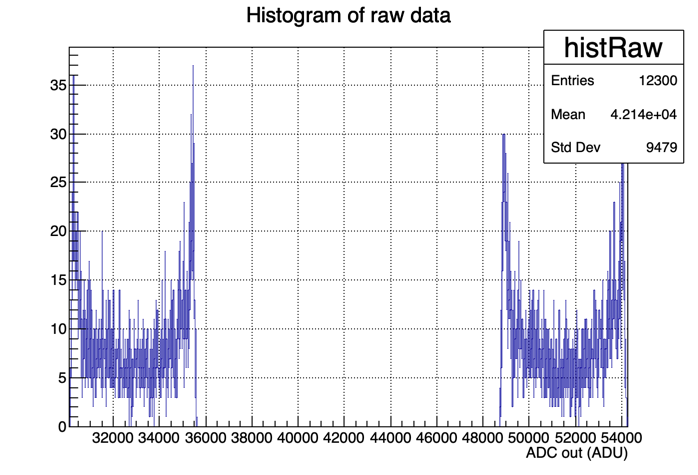 Histogram of raw data
histRaw
Entries 12300
Mean 4.214e+04
Std Dev 9479
35
30
25
20
15
10
5
0
32000 34000 36000 38000 40000 42000 44000 46000 48000 50000 52000 54000
ADC out (ADU)